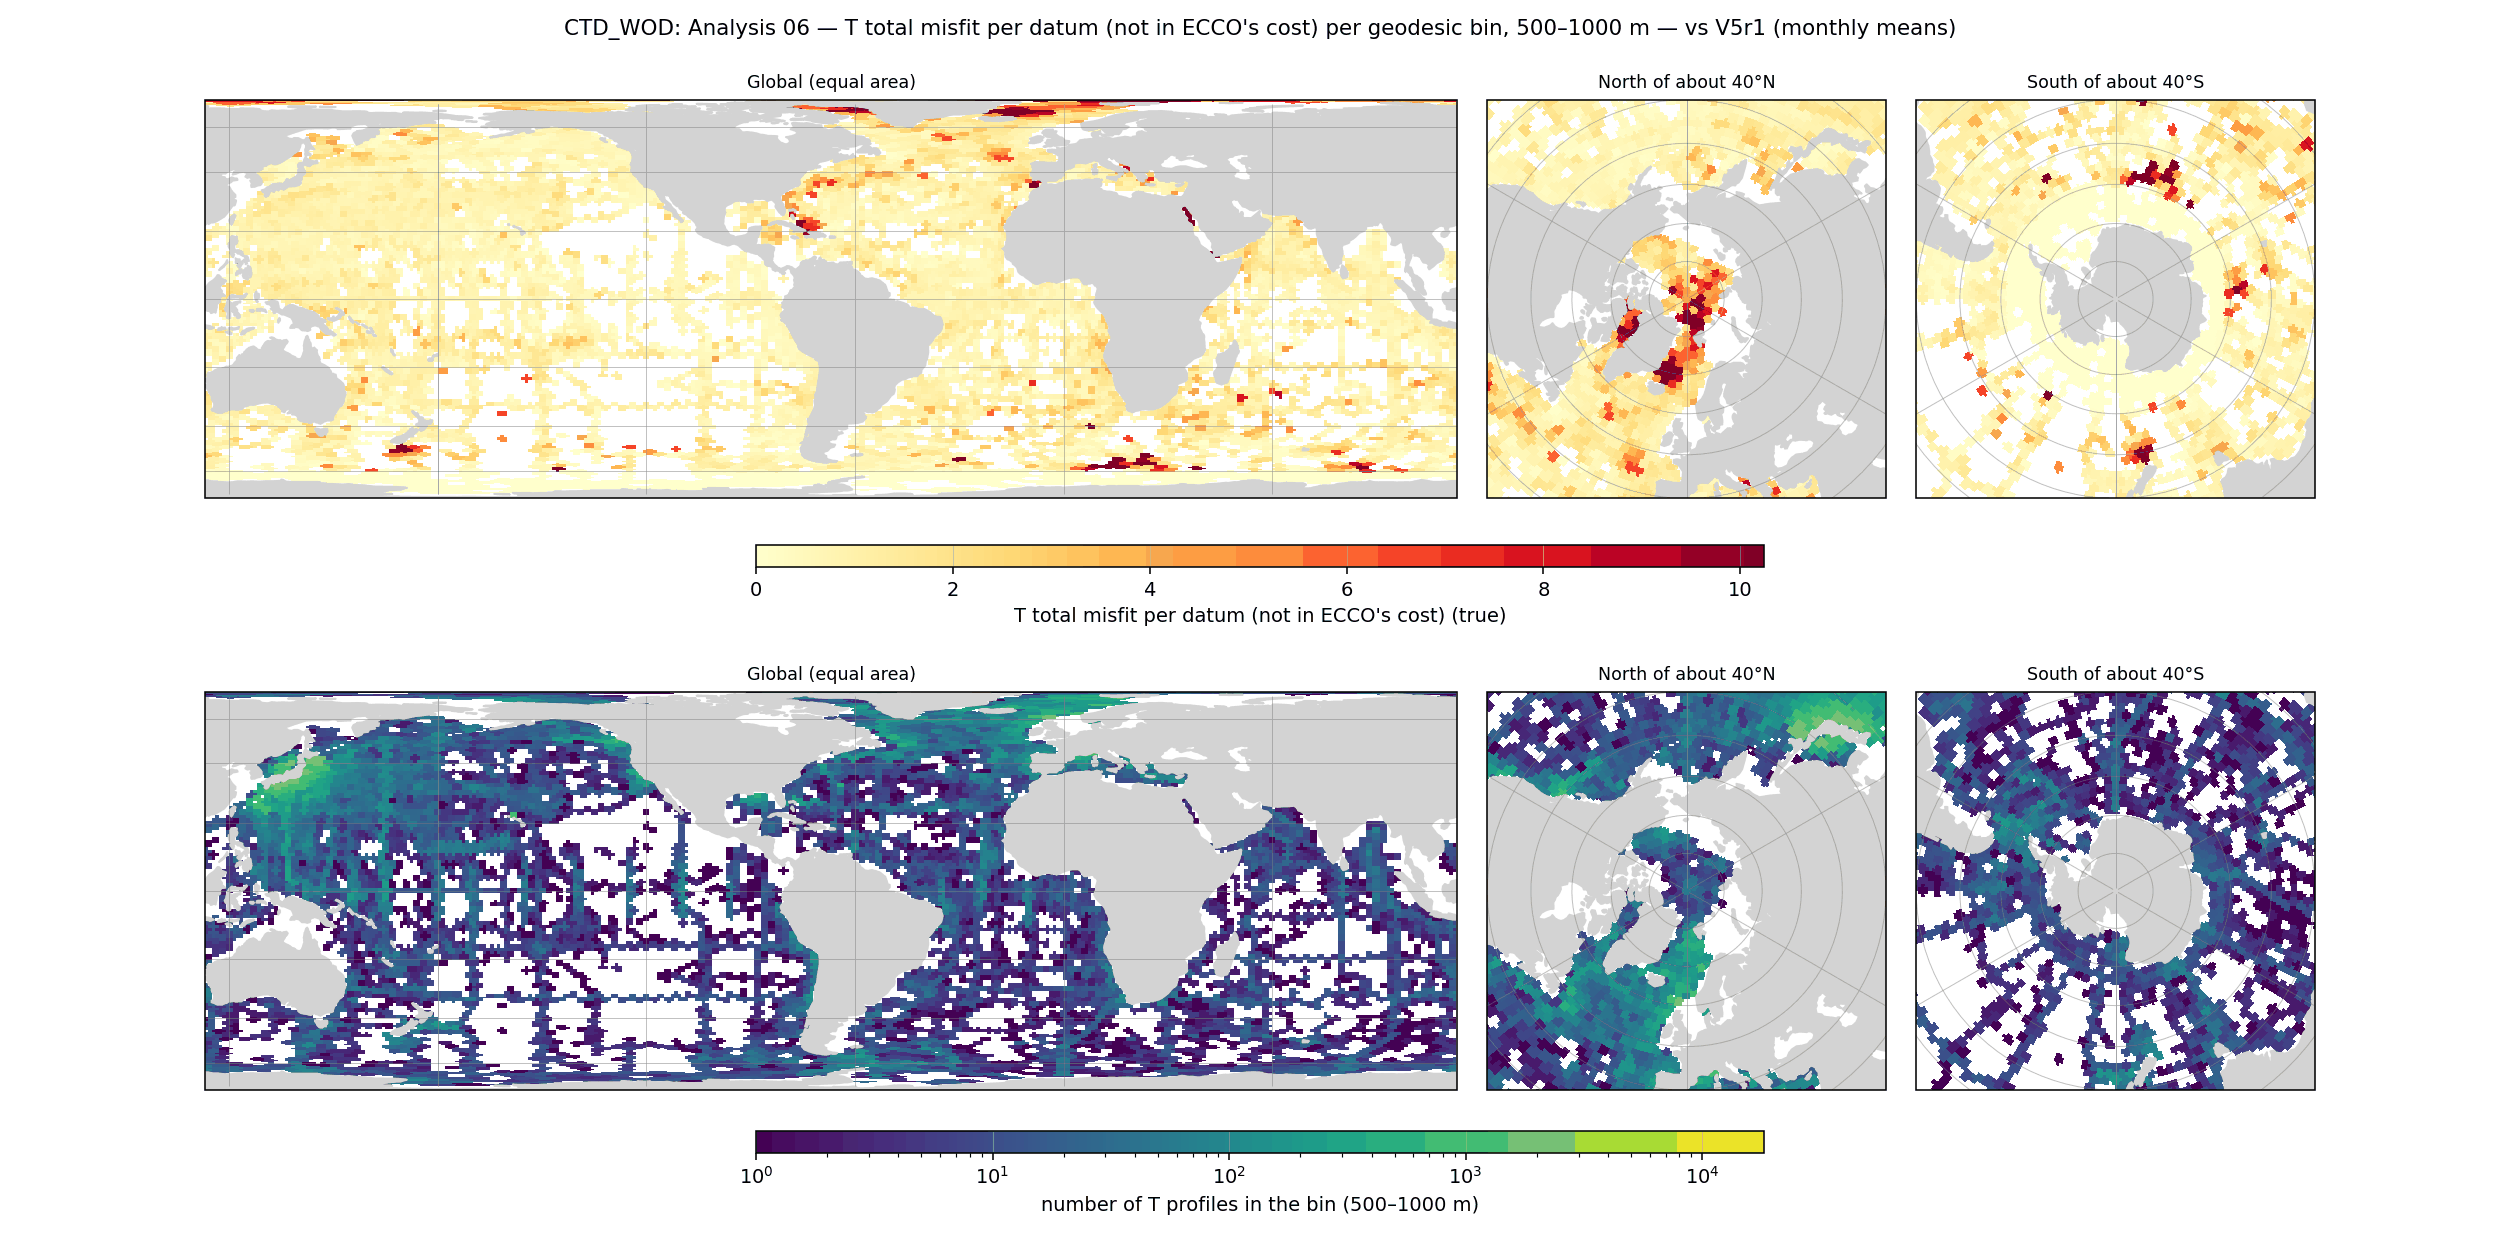 CTD_WOD: Analysis 06 — T total misfit per datum (not in ECCO's cost) per geodesic bin, 500–1000 m — vs V5r1 (monthly means)
Global (equal area)
North of about 40°N
South of about 40°S
0 2 4 6 8 10
T total misfit per datum (not in ECCO's cost) (true)
Global (equal area)
North of about 40°N
South of about 40°S
10⁰ 10¹ 10² 10³ 10⁴
number of T profiles in the bin (500–1000 m)